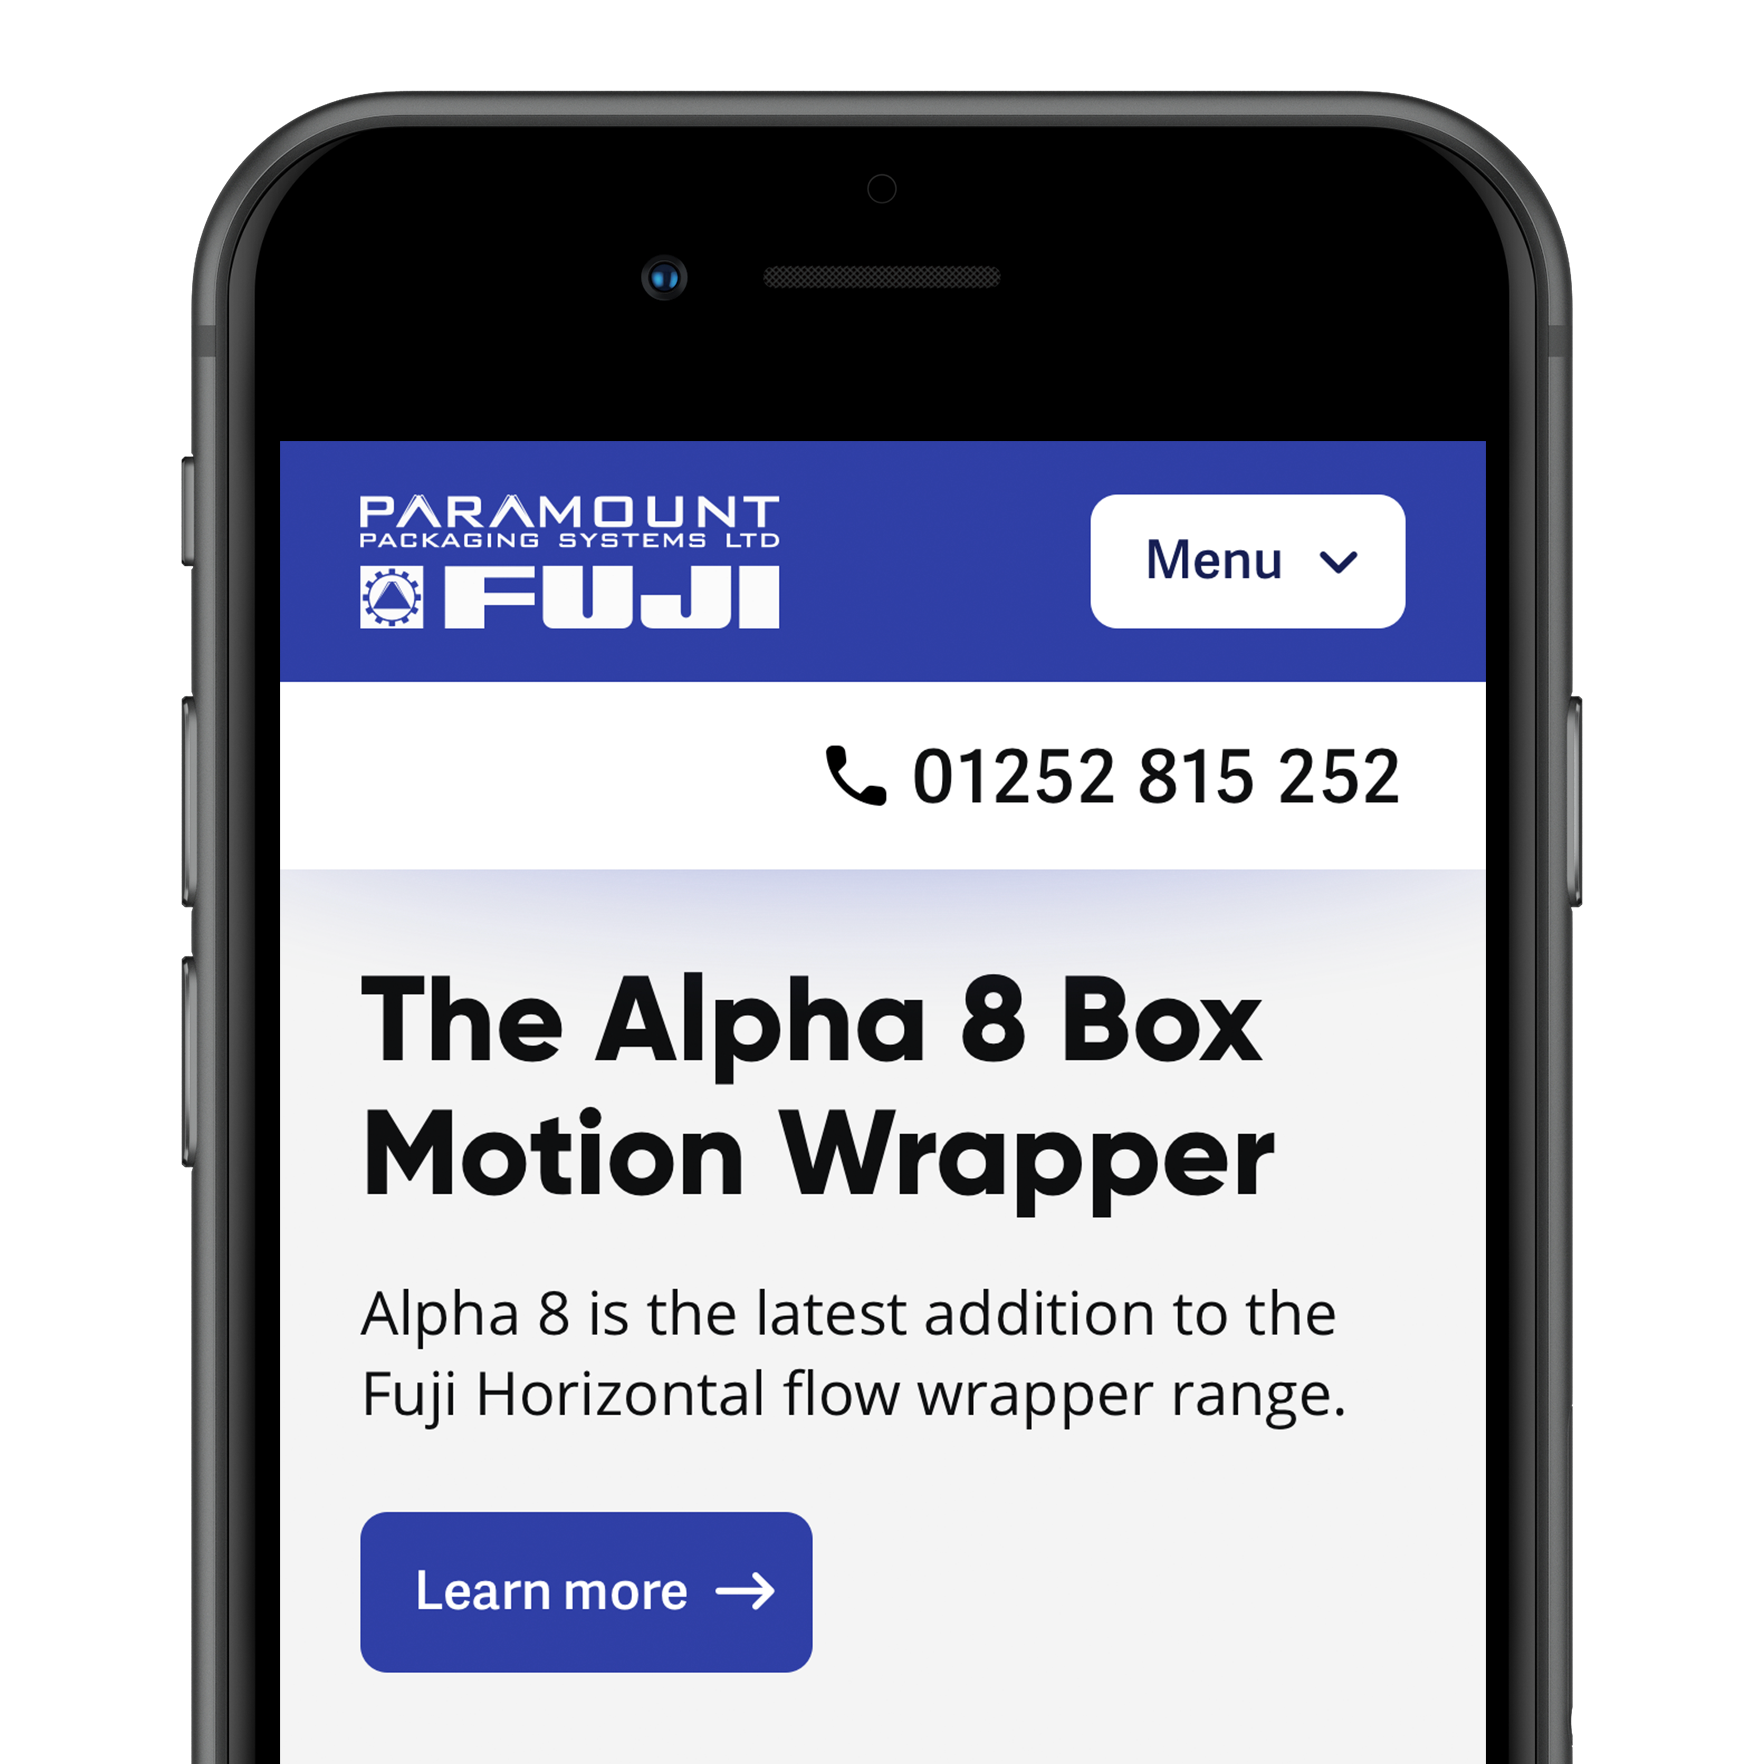 PARAMOUNT
PACKAGING SYSTEMS LTD
FUJI
Menu
01252 815 252
The Alpha 8 Box
Motion Wrapper
Alpha 8 is the latest addition to the
Fuji Horizontal flow wrapper range.
Learn more